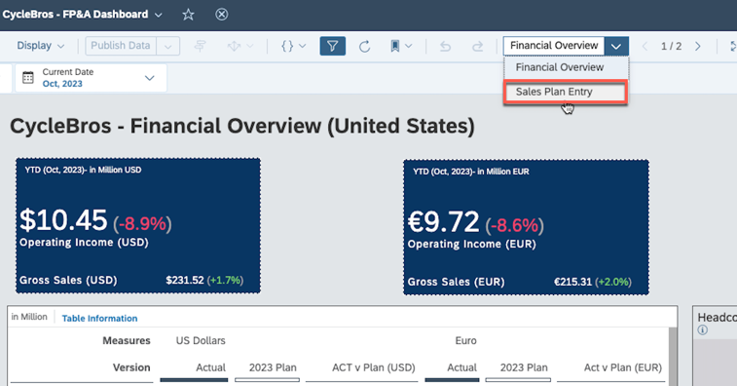 CycleBros - FP&A Dashboard
Display Publish Data {} Financial Overview 1 / 2
Financial Overview
Sales Plan Entry
Current Date
Oct, 2023
CycleBros - Financial Overview (United States)
YTD (Oct, 2023)- in Million USD YTD (Oct, 2023)- in Million EUR
$10.45 (-8.9%) €9.72 (-8.6%)
Operating Income (USD) Operating Income (EUR)
Gross Sales (USD) $231.52 (+1.7%) Gross Sales (EUR) €215.31 (+2.0%)
in Million Table Information Headco
Measures US Dollars Euro
Version Actual 2023 Plan ACT v Plan (USD) Actual 2023 Plan Act v Plan (EUR)